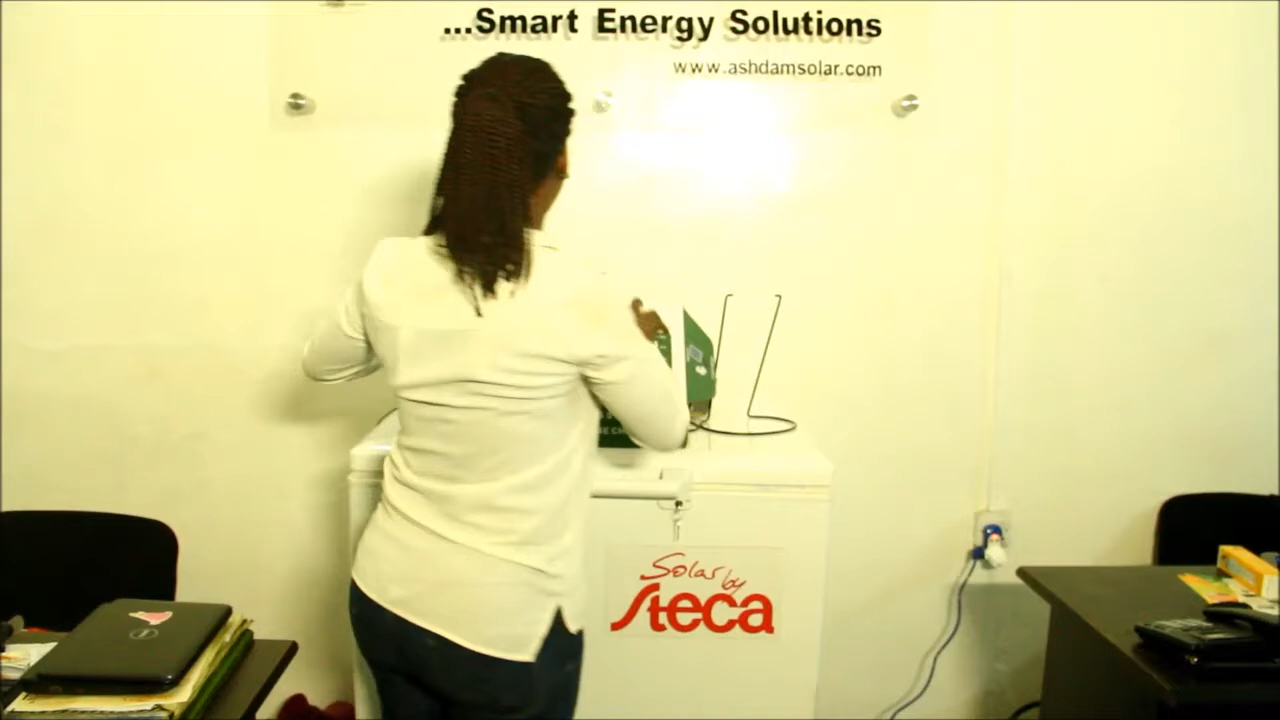 ...Smart Energy Solutions
www.ashdamsolar.com
Solar by
Steca